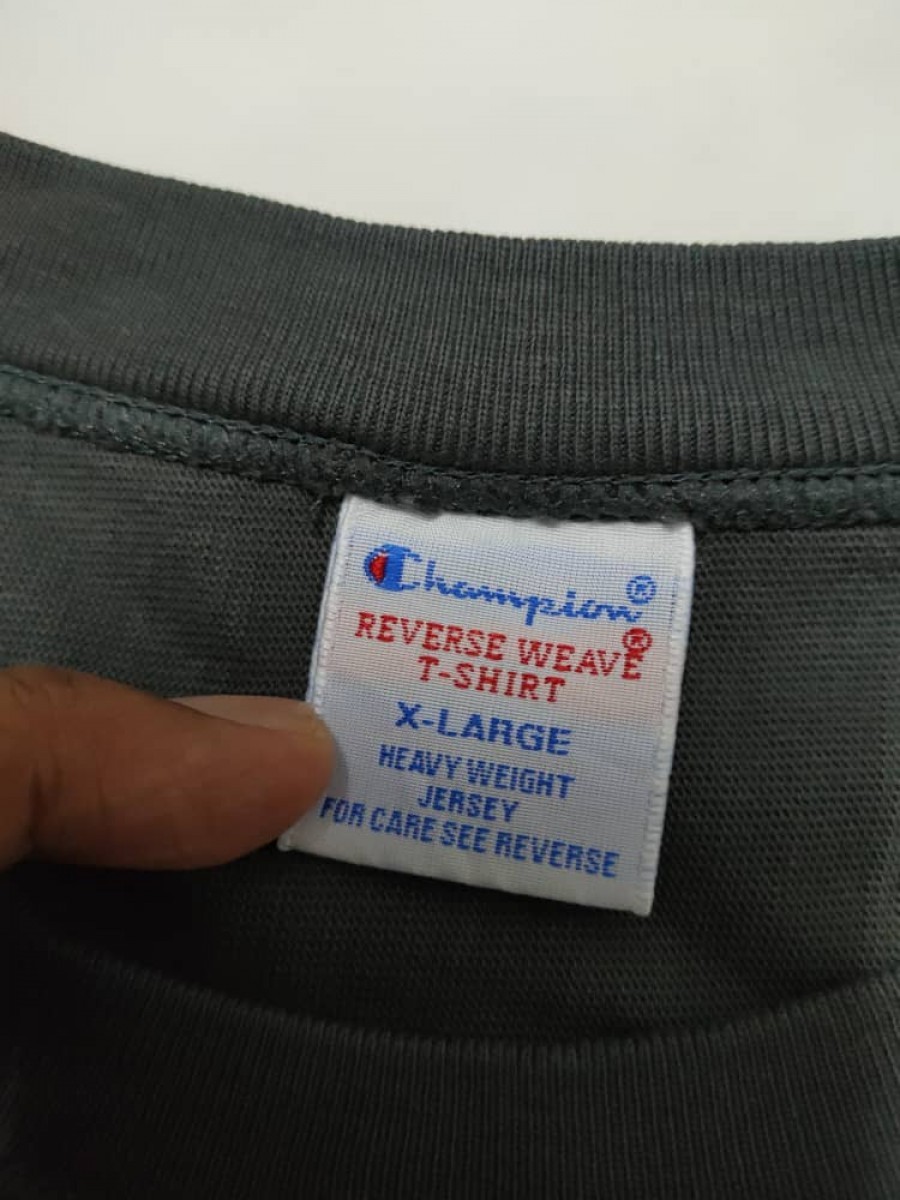 Champion®
REVERSE WEAVE®
T-SHIRT
X-LARGE
HEAVY WEIGHT
JERSEY
FOR CARE SEE REVERSE